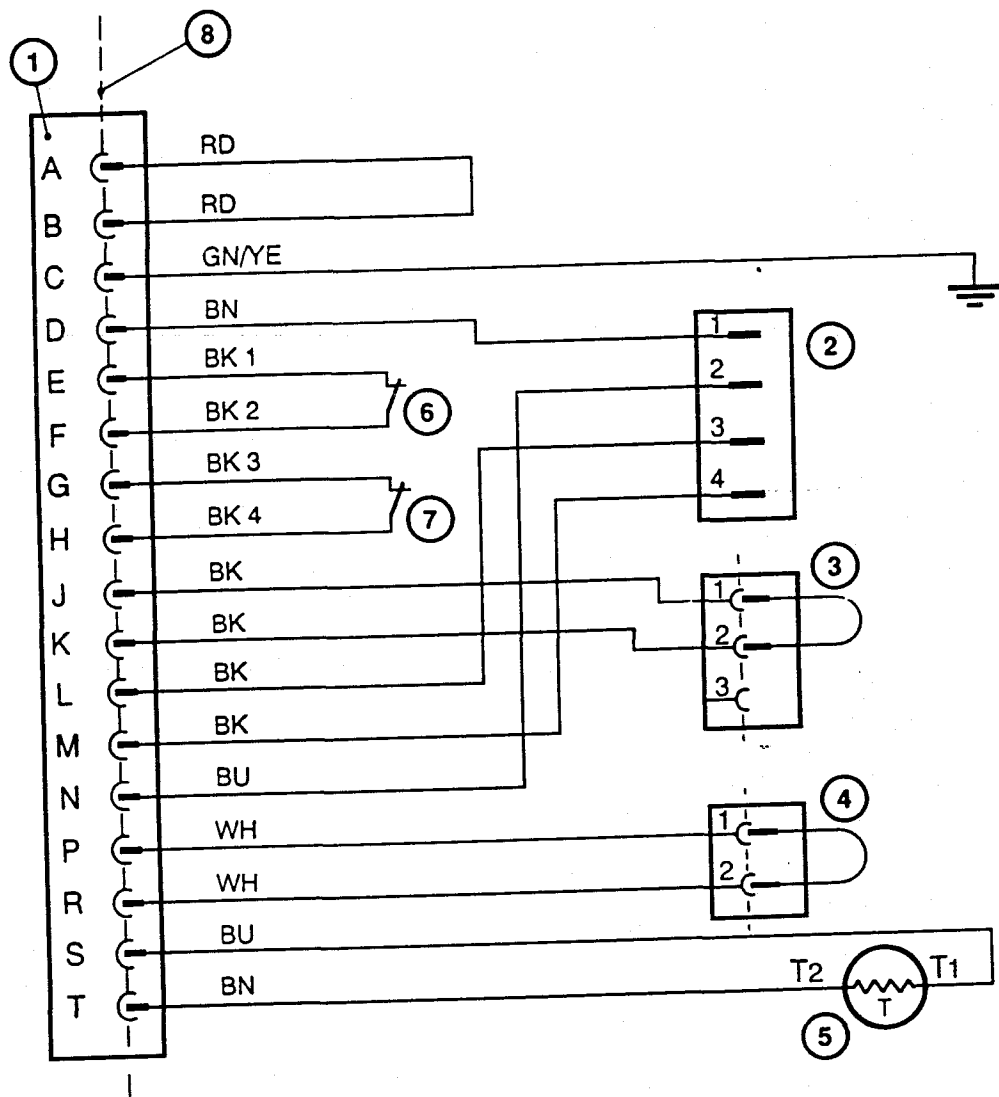 8
1
A RD
B RD
C GN/YE
D BN 1 2
E BK 1 2
F BK 2 6 3
G BK 3 4
H BK 4 7
J BK 1 3
K BK 2
L BK 3
M BK
N BU 4
P WH 1
R WH 2
S BU
T BN T2 T T1
5